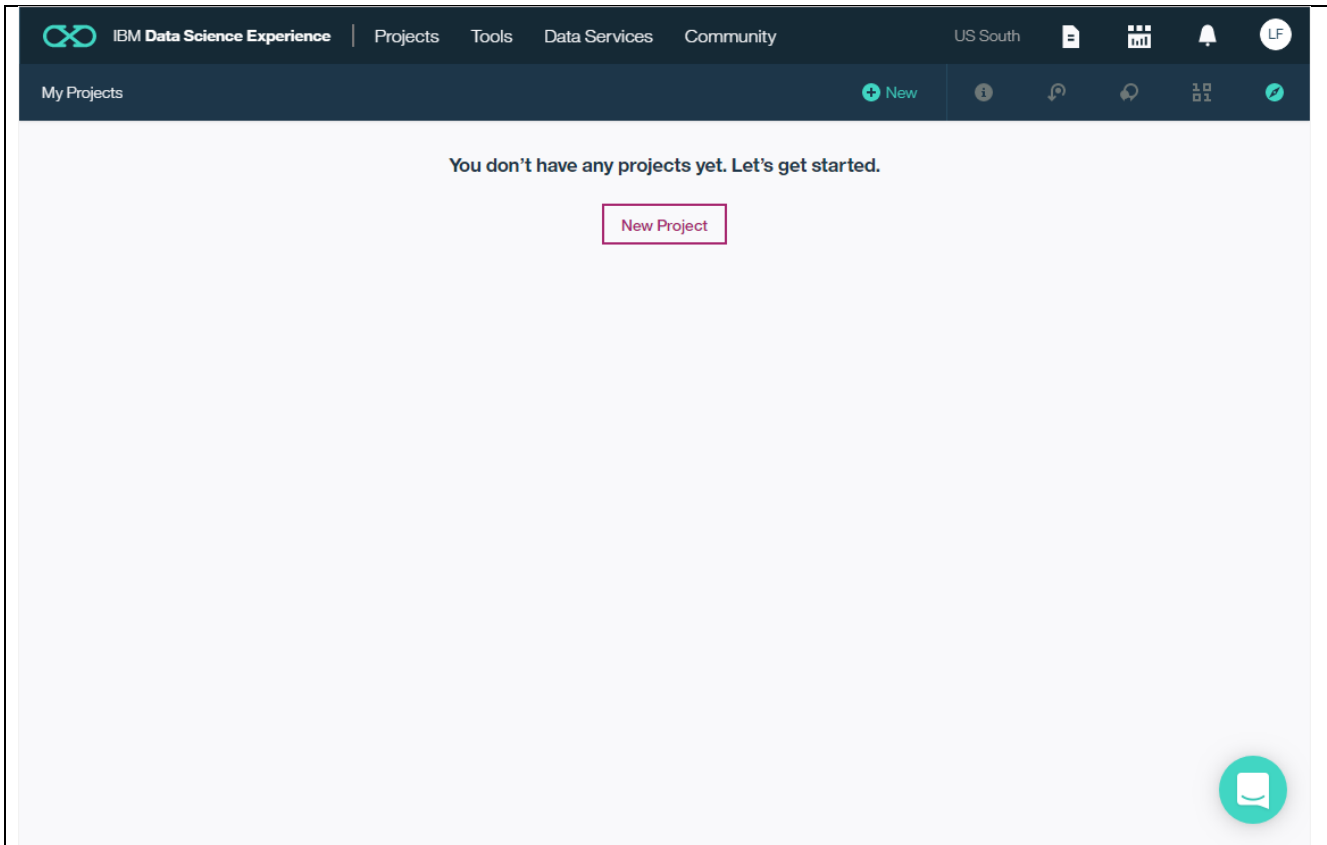 IBM Data Science Experience | Projects Tools Data Services Community US South LF
My Projects New
You don't have any projects yet. Let's get started.
New Project